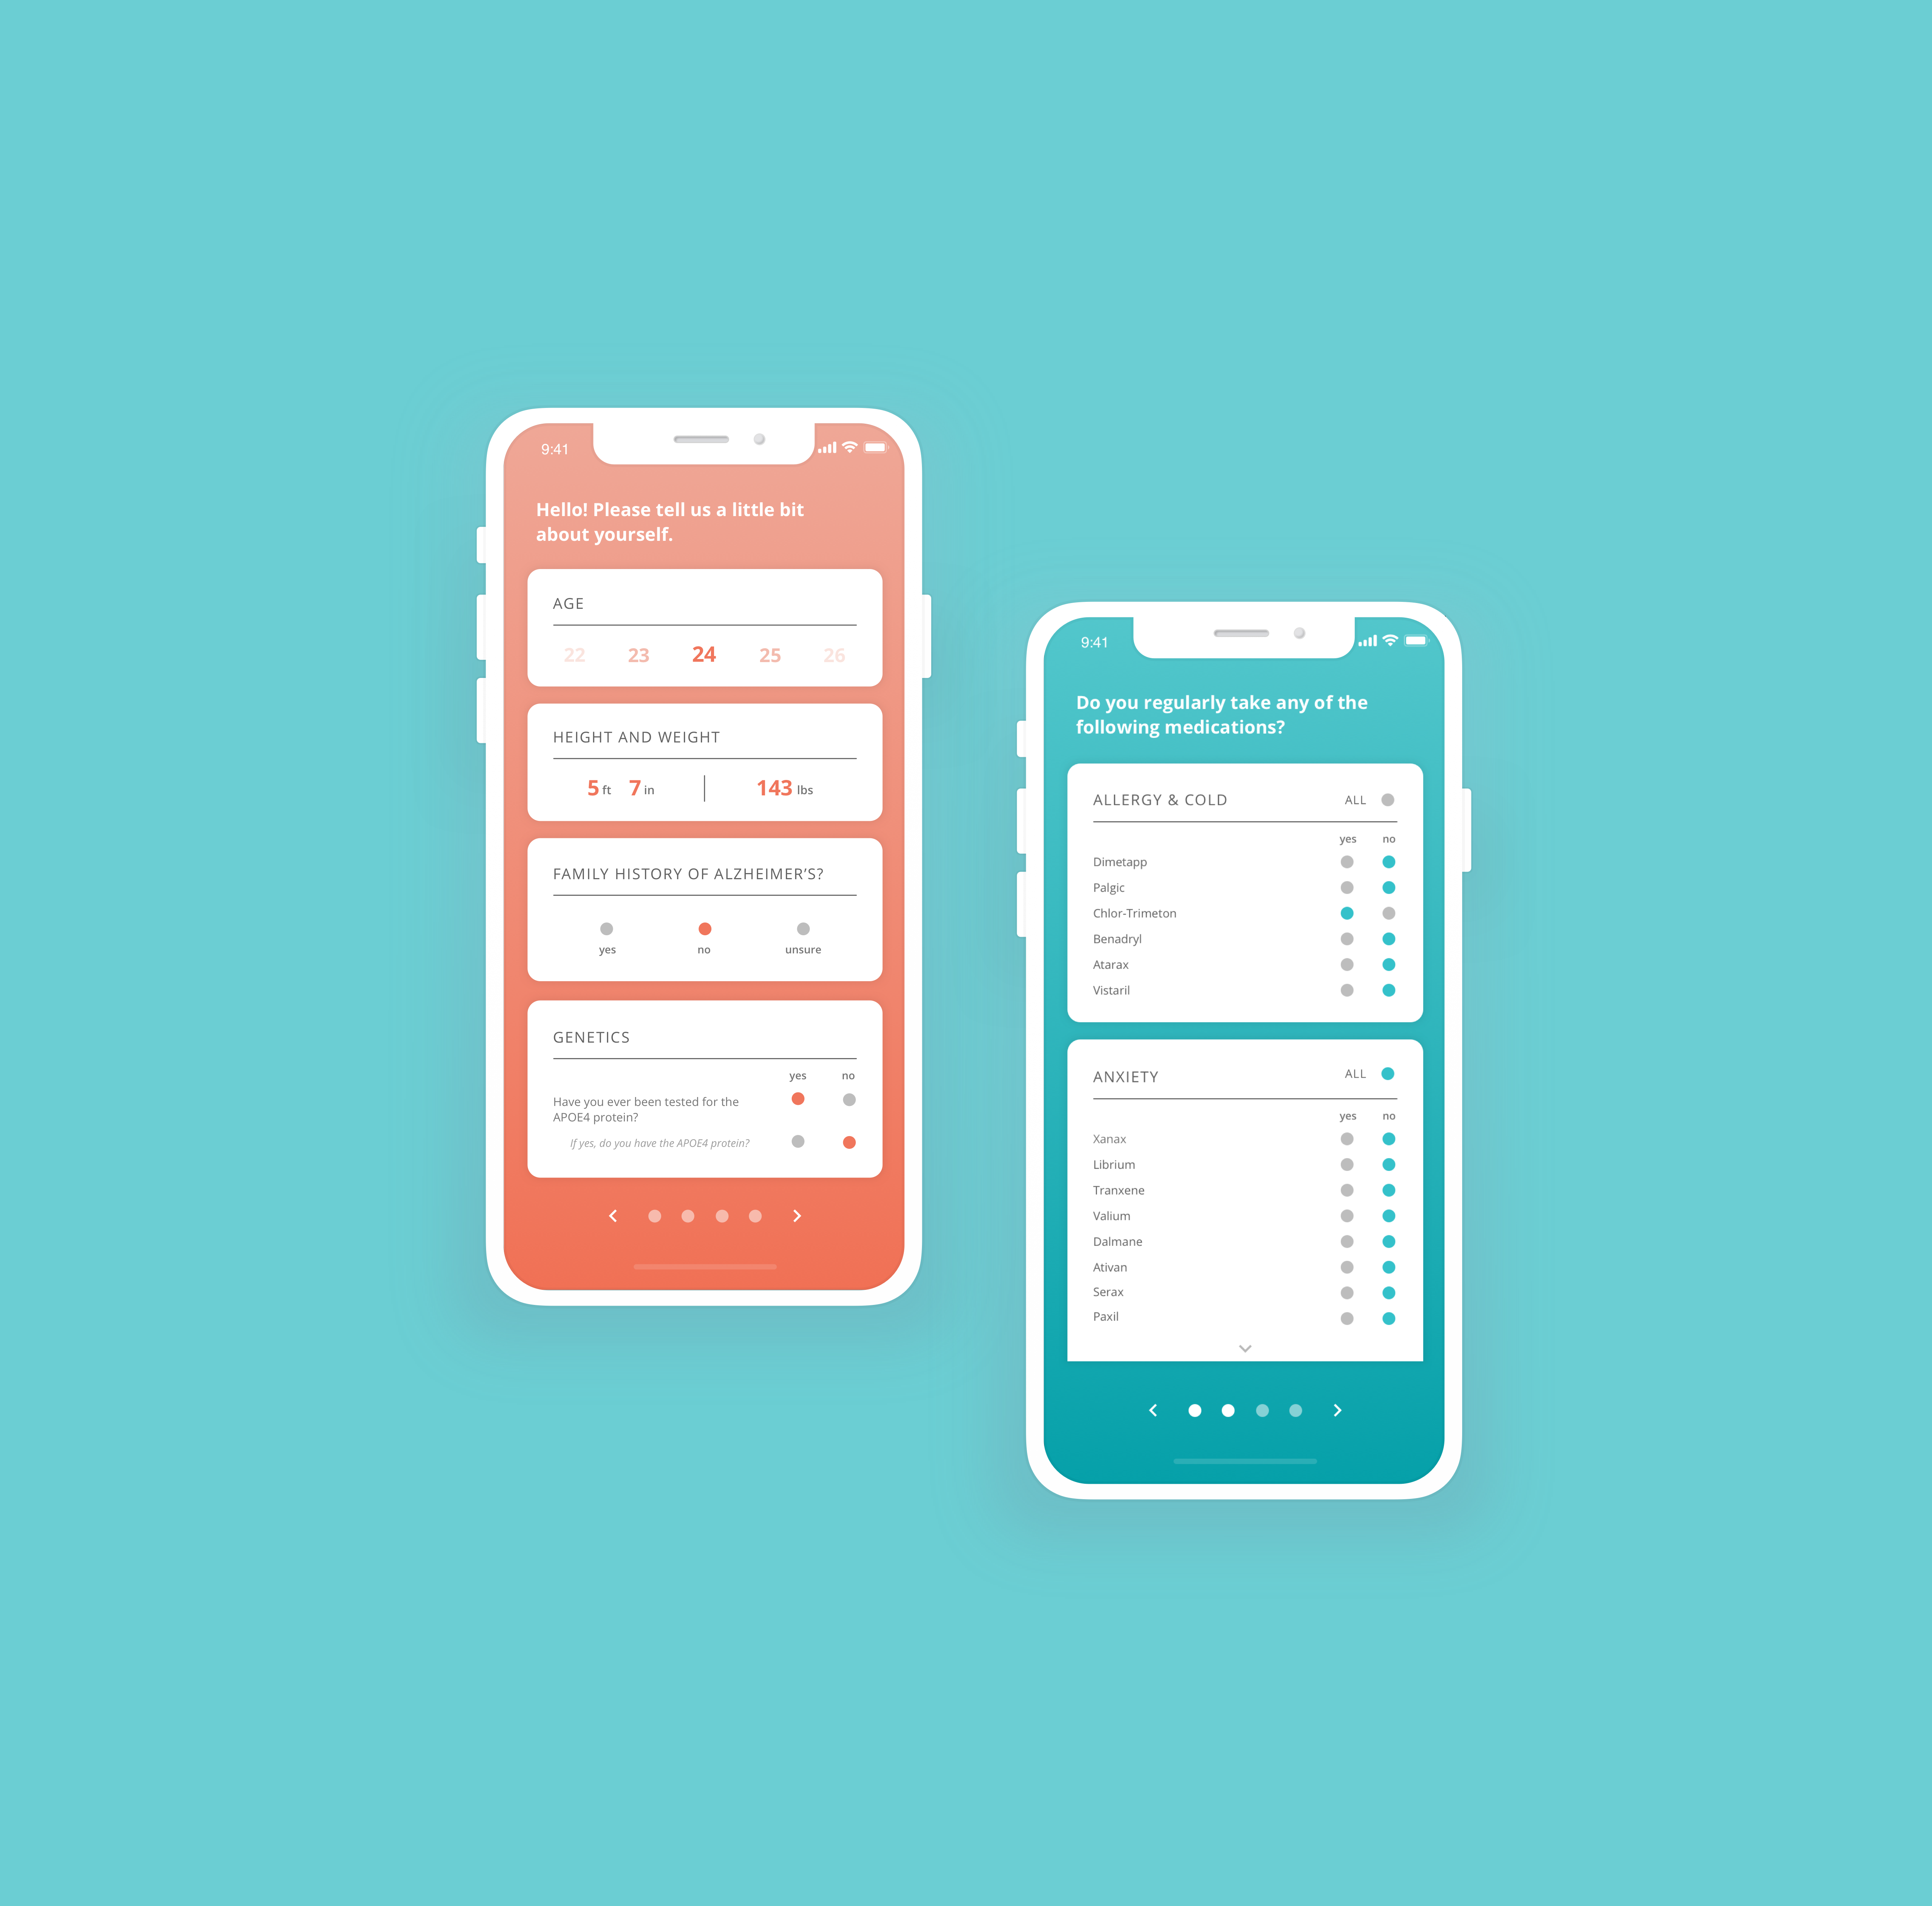 9:41
Hello! Please tell us a little bit
about yourself.
AGE
22 23 24 25 26
HEIGHT AND WEIGHT
5 ft 7 in 143 lbs
FAMILY HISTORY OF ALZHEIMER’S?
yes no unsure
GENETICS
yes no
Have you ever been tested for the
APOE4 protein?
If yes, do you have the APOE4 protein?
9:41
Do you regularly take any of the
following medications?
ALLERGY & COLD ALL
yes no
Dimetapp
Palgic
Chlor-Trimeton
Benadryl
Atarax
Vistaril
ANXIETY ALL
yes no
Xanax
Librium
Tranxene
Valium
Dalmane
Ativan
Serax
Paxil